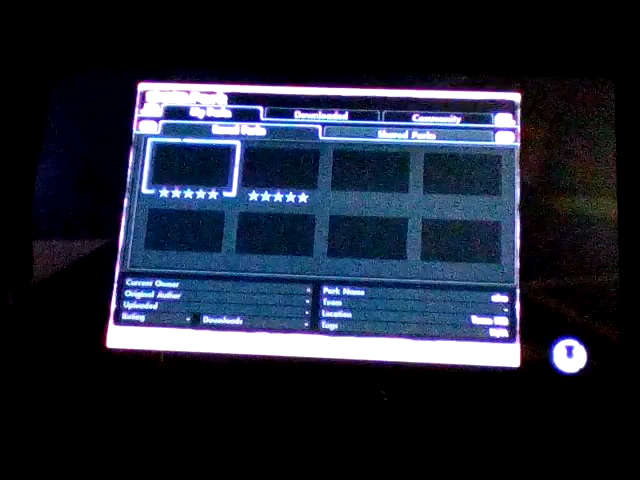 My Parks Downloaded Community
Saved Parks Shared Parks
Current Owner
Original Author
Uploaded
Rating Downloads
Park Name
Team
Location
Tags